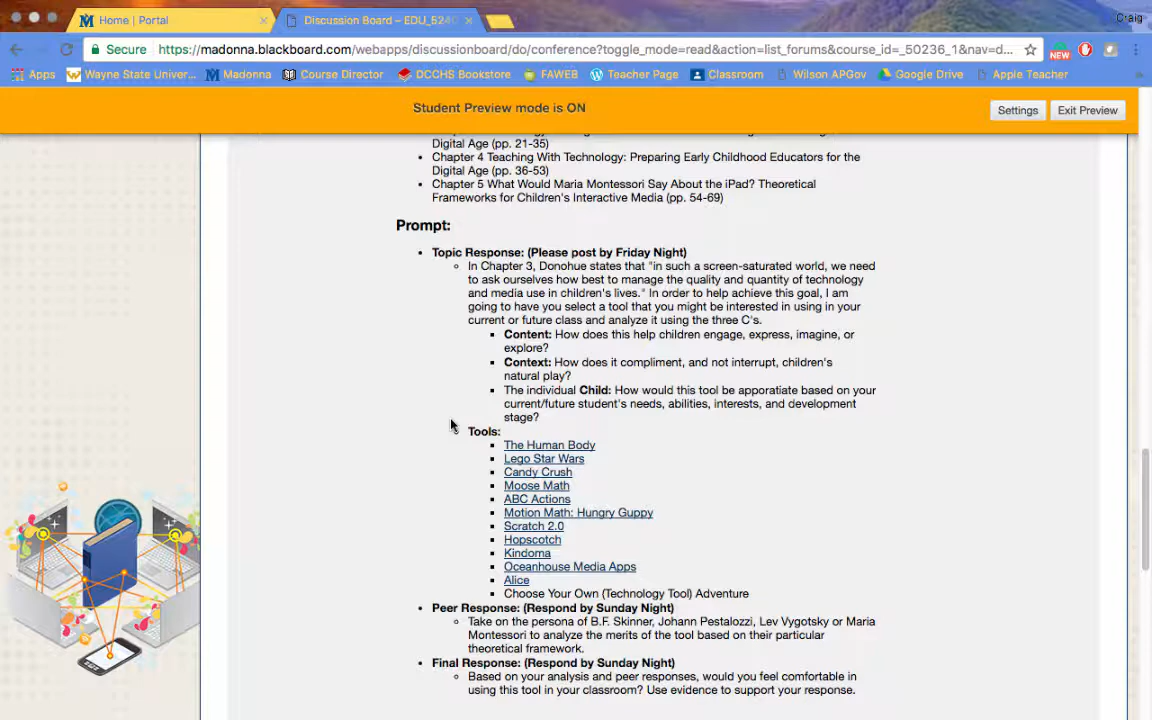 Home | Portal
Discussion Board – EDU_5240
Craig
Secure
https://madonna.blackboard.com/webapps/discussionboard/do/conference?toggle_mode=read&action=list_forums&course_id=_50236_1&nav=d...
NEW
Apps
Wayne State Univer...
Madonna
Course Director
DCCHS Bookstore
FAWEB
Teacher Page
Classroom
Wilson APGov
Google Drive
Apple Teacher
»
Student Preview mode is ON
Settings
Exit Preview
Digital Age (pp. 21-35)
• Chapter 4 Teaching With Technology: Preparing Early Childhood Educators for the
Digital Age (pp. 36-53)
• Chapter 5 What Would Maria Montessori Say About the iPad? Theoretical
Frameworks for Children's Interactive Media (pp. 54-69)
Prompt:
• Topic Response: (Please post by Friday Night)
In Chapter 3, Donohue states that "in such a screen-saturated world, we need
to ask ourselves how best to manage the quality and quantity of technology
and media use in children's lives." In order to help achieve this goal, I am
going to have you select a tool that you might be interested in using in your
current or future class and analyze it using the three C's.
Content: How does this help children engage, express, imagine, or
explore?
Context: How does it compliment, and not interrupt, children's
natural play?
The individual Child: How would this tool be apporatiate based on your
current/future student's needs, abilities, interests, and development
stage?
Tools:
The Human Body
Lego Star Wars
Candy Crush
Moose Math
ABC Actions
Motion Math: Hungry Guppy
Scratch 2.0
Hopscotch
Kindoma
Oceanhouse Media Apps
Alice
Choose Your Own (Technology Tool) Adventure
• Peer Response: (Respond by Sunday Night)
Take on the persona of B.F. Skinner, Johann Pestalozzi, Lev Vygotsky or Maria
Montessori to analyze the merits of the tool based on their particular
theoretical framework.
• Final Response: (Respond by Sunday Night)
Based on your analysis and peer responses, would you feel comfortable in
using this tool in your classroom? Use evidence to support your response.